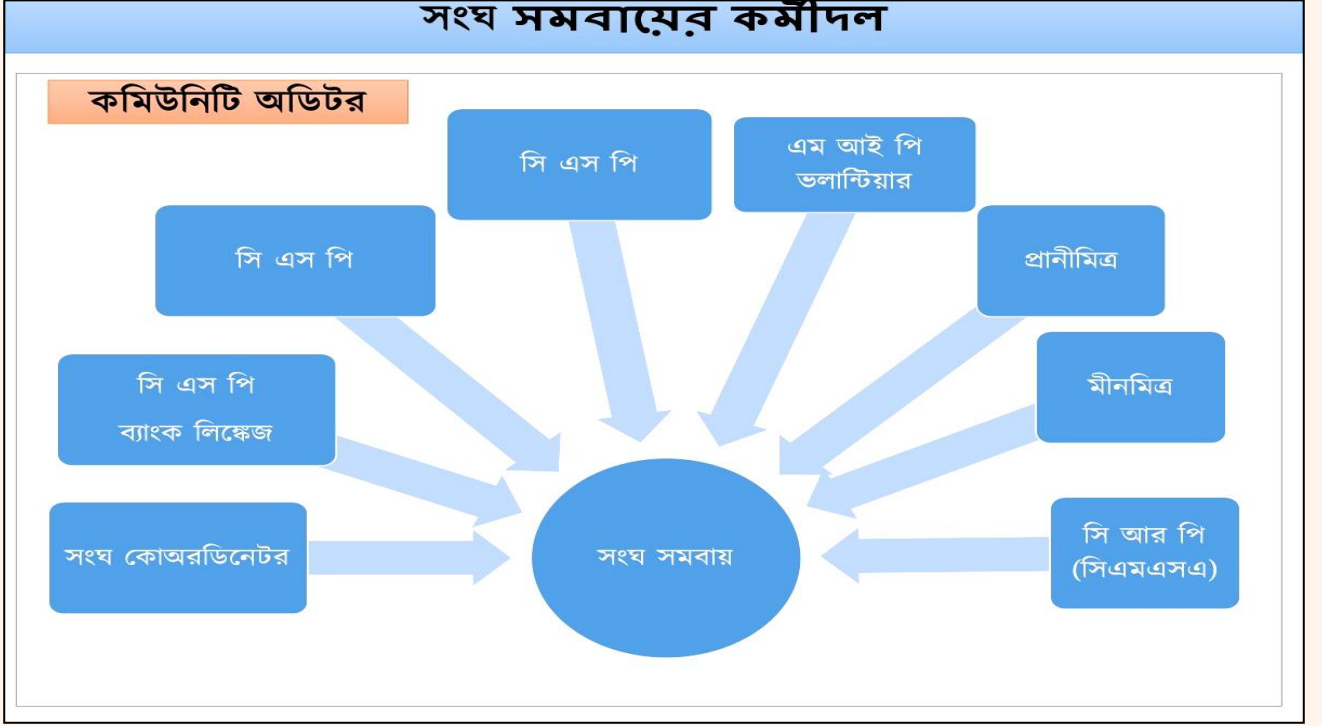 সংঘ সমবায়ের কর্মীদল
কমিউনিটি অডিটর
সি এস পি
এম আই পি
ভলান্টিয়ার
সি এস পি
প্রানীমিত্র
সি এস পি
ব্যাংক লিঙ্কেজ
মীনমিত্র
সংঘ কোঅরডিনেটর
সংঘ সমবায়
সি আর পি
(সিএমএসএ)